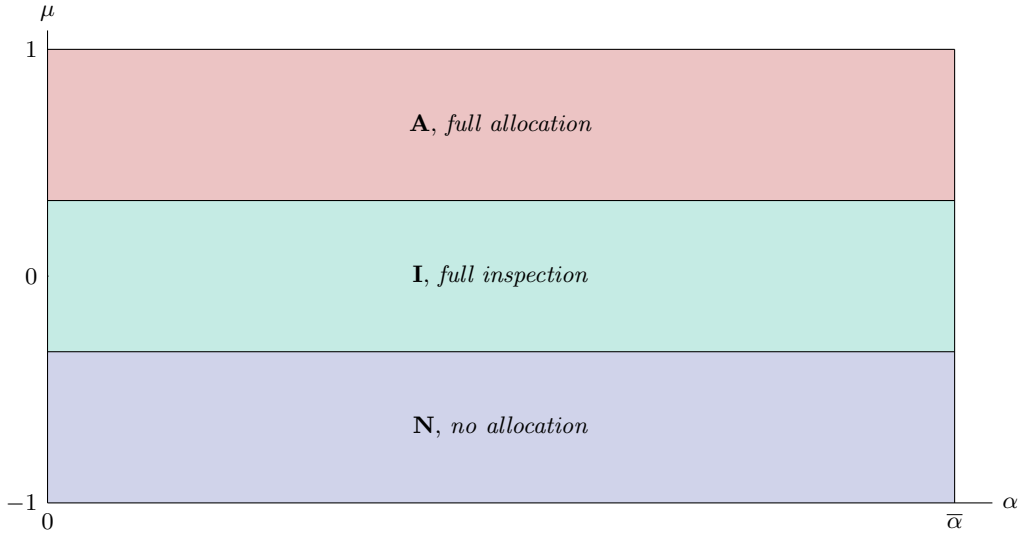 μ
1
A, full allocation
0
I, full inspection
N, no allocation
−1
α
0
α̅